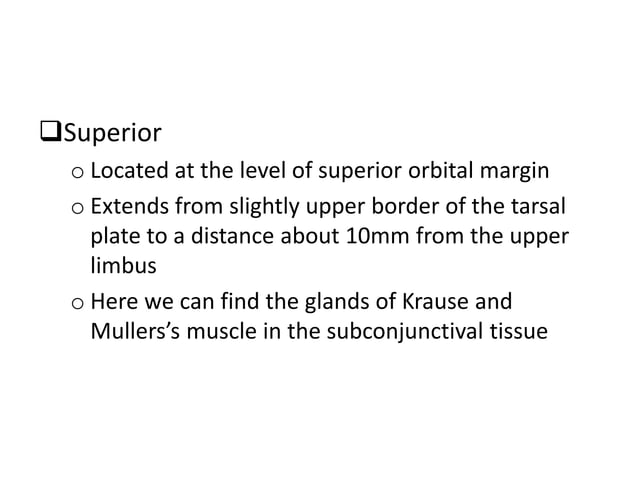 ❑Superior
o Located at the level of superior orbital margin
o Extends from slightly upper border of the tarsal
plate to a distance about 10mm from the upper
limbus
o Here we can find the glands of Krause and
Mullers’s muscle in the subconjunctival tissue